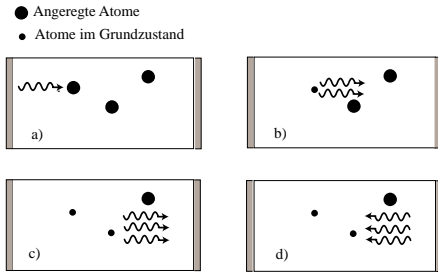 Angeregte Atome
Atome im Grundzustand
a)
b)
c)
d)